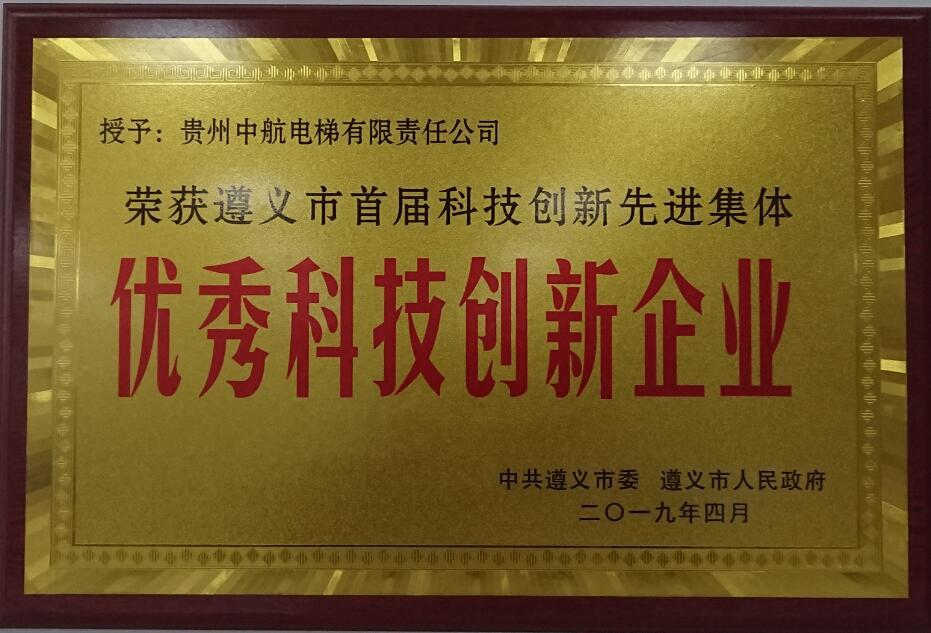 授予：贵州中航电梯有限责任公司
荣获遵义市首届科技创新先进集体
优秀科技创新企业
中共遵义市委 遵义市人民政府
二〇一九年四月